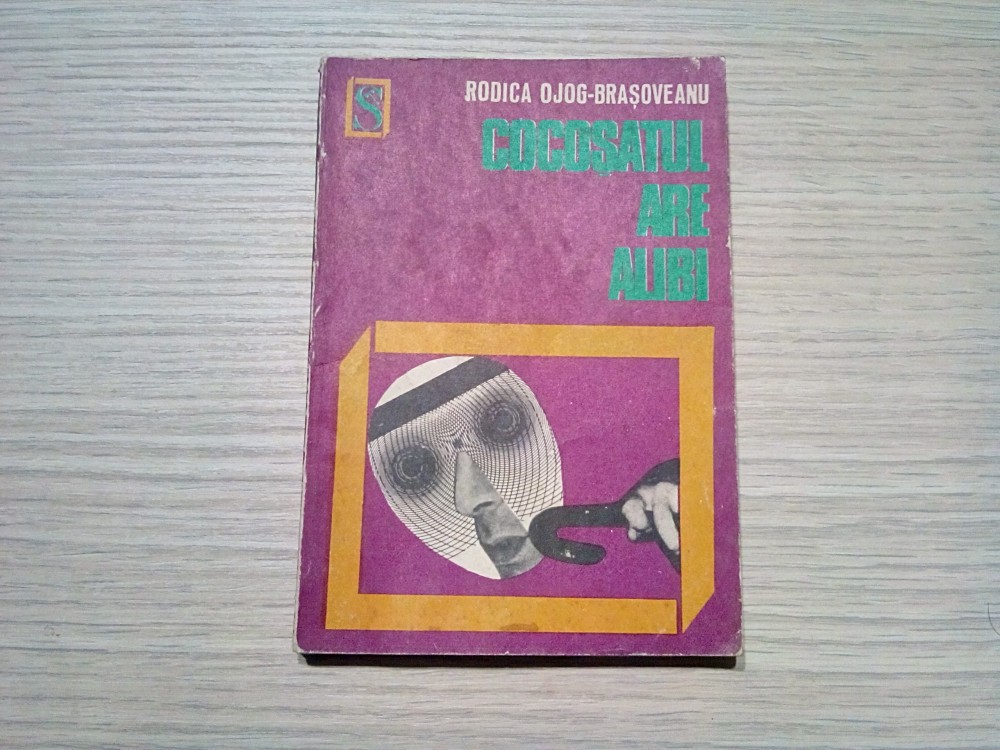 S
RODICA OJOG-BRAȘOVEANU
COCOȘATUL
ARE
ALIBI